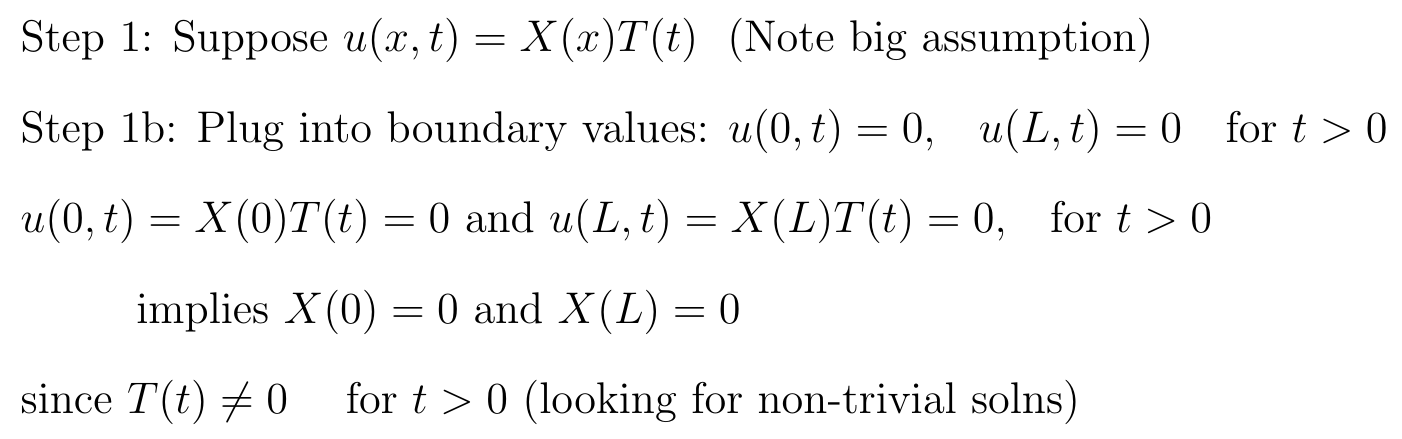 Step 1: Suppose u(x, t) = X(x)T(t) (Note big assumption)
Step 1b: Plug into boundary values: u(0, t) = 0, u(L, t) = 0 for t > 0
u(0, t) = X(0)T(t) = 0 and u(L, t) = X(L)T(t) = 0, for t > 0
implies X(0) = 0 and X(L) = 0
since T(t) ≠ 0 for t > 0 (looking for non-trivial solns)